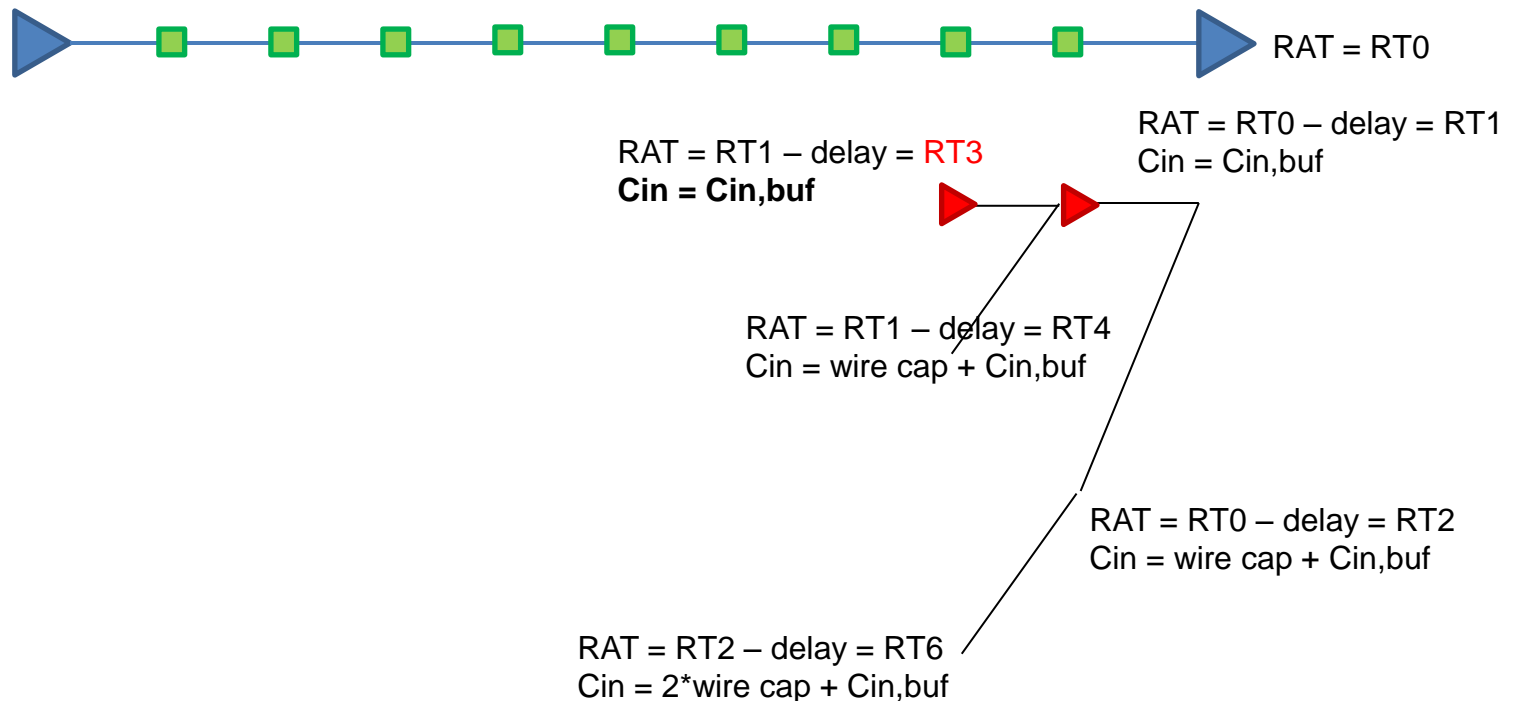 RAT = RT0
RAT = RT0 – delay = RT1
Cin = Cin,buf
RAT = RT1 – delay = RT3
Cin = Cin,buf
RAT = RT1 – delay = RT4
Cin = wire cap + Cin,buf
RAT = RT0 – delay = RT2
Cin = wire cap + Cin,buf
RAT = RT2 – delay = RT6
Cin = 2*wire cap + Cin,buf